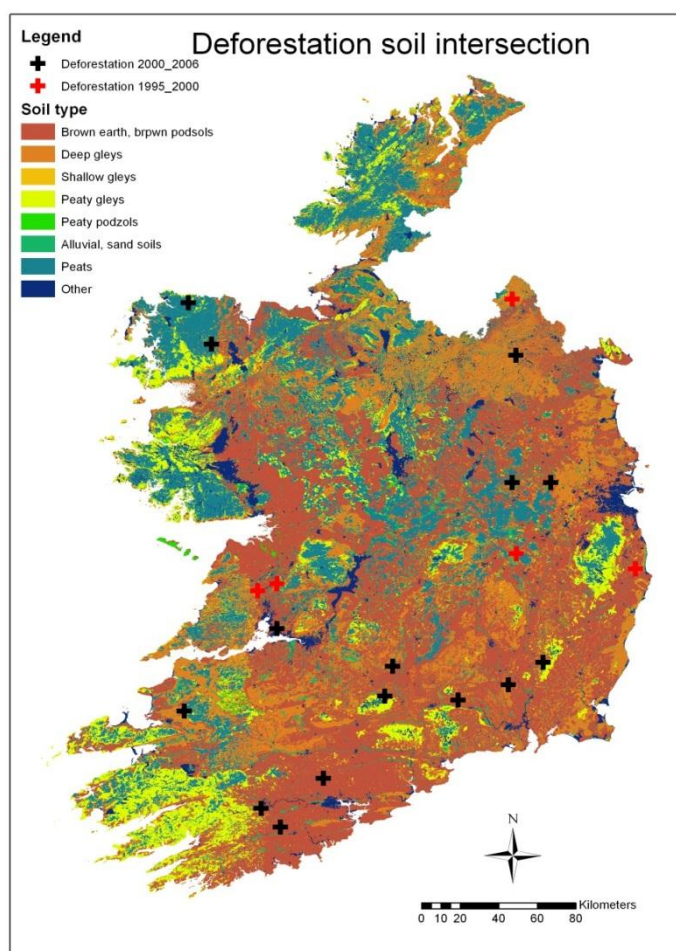 Deforestation soil intersection
Legend
Deforestation 2000_2006
Deforestation 1995_2000
Soil type
Brown earth, brpwn podsols
Deep gleys
Shallow gleys
Peaty gleys
Peaty podzols
Alluvial, sand soils
Peats
Other
N
Kilometers
0 10 20 40 60 80